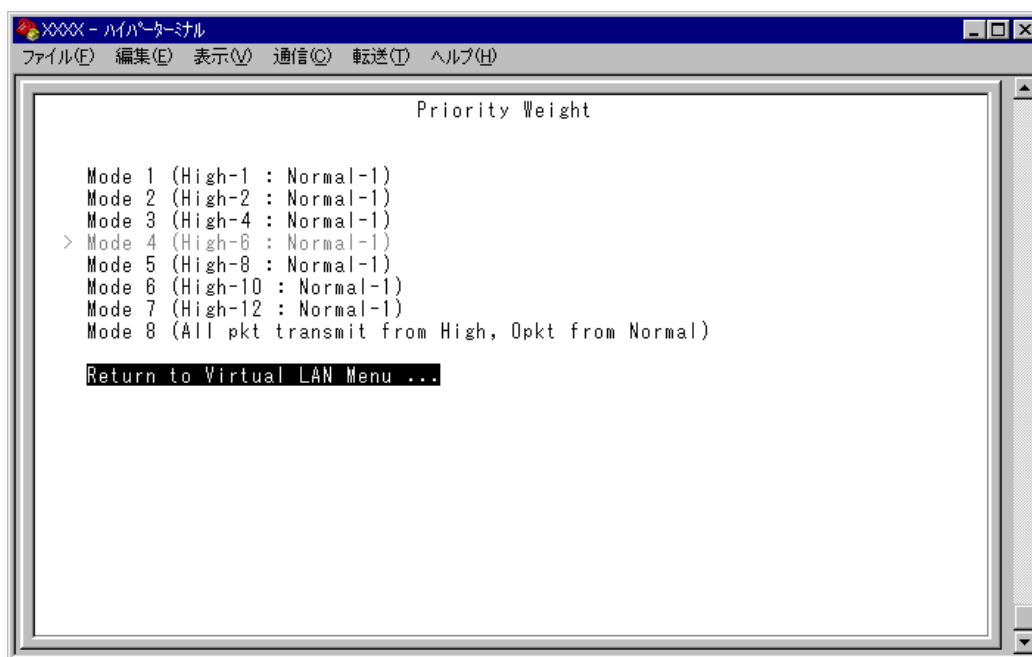 XXXX - ﾊｲﾊﾟｰﾀｰﾐﾅﾙ
ファイル(F) 編集(E) 表示(V) 通信(C) 転送(T) ヘルプ(H)
Priority Weight
Mode 1 (High-1 : Normal-1)
Mode 2 (High-2 : Normal-1)
Mode 3 (High-4 : Normal-1)
> Mode 4 (High-6 : Normal-1)
Mode 5 (High-8 : Normal-1)
Mode 6 (High-10 : Normal-1)
Mode 7 (High-12 : Normal-1)
Mode 8 (All pkt transmit from High, 0pkt from Normal)
Return to Virtual LAN Menu ...